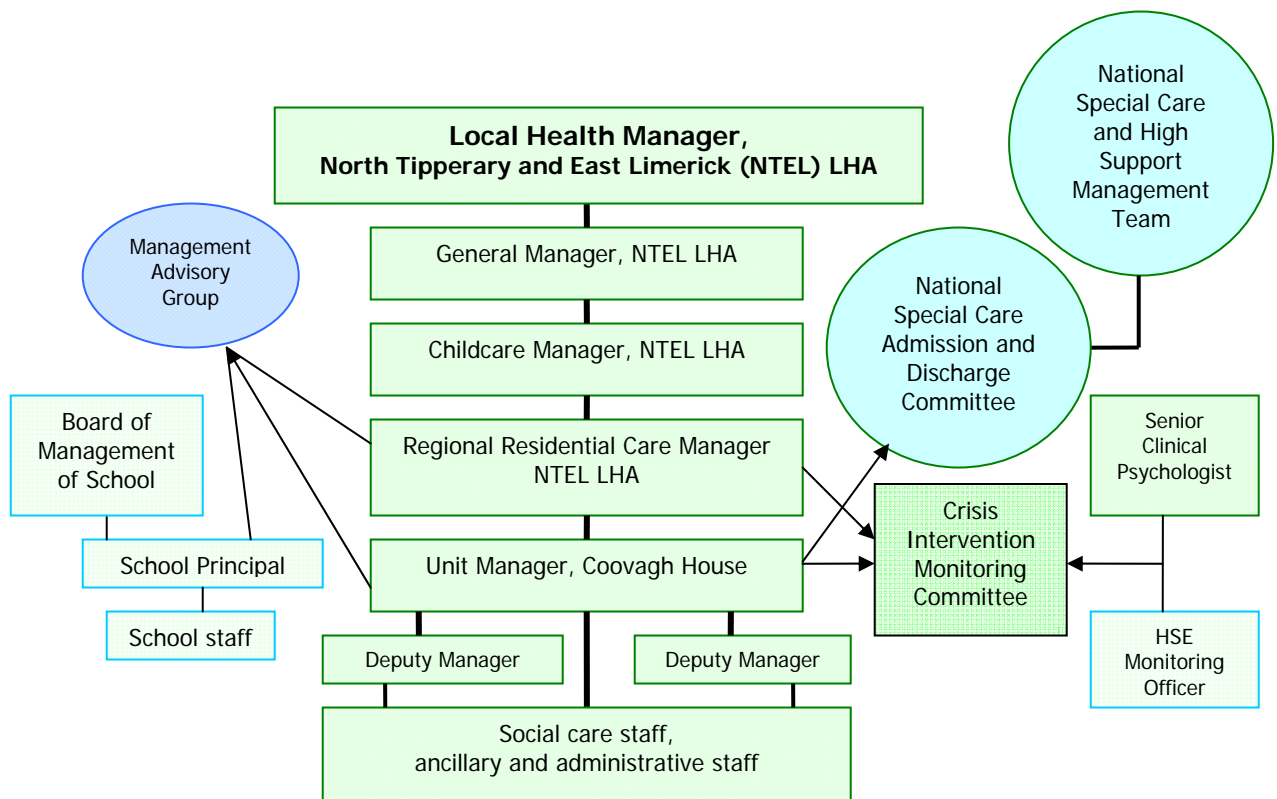 National
Special Care
and High
Support
Management
Team
Local Health Manager,
North Tipperary and East Limerick (NTEL) LHA
Management
Advisory
Group
General Manager, NTEL LHA
National
Special Care
Admission and
Discharge
Committee
Childcare Manager, NTEL LHA
Board of
Management
of School
Regional Residential Care Manager
NTEL LHA
Senior
Clinical
Psychologist
Crisis
Intervention
Monitoring
Committee
School Principal
Unit Manager, Coovagh House
School staff
Deputy Manager
Deputy Manager
HSE
Monitoring
Officer
Social care staff,
ancillary and administrative staff